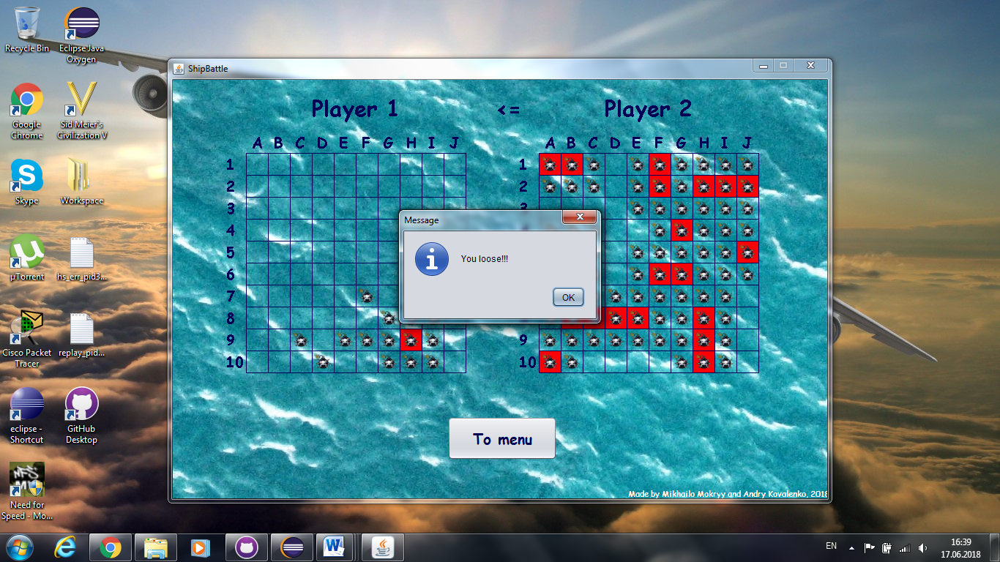 Recycle Bin
Eclipse Java
Oxygen
Google
Chrome
Sid Meier's
Civilization V
Skype
Workspace
µTorrent
hs_err_pid3...
Cisco Packet
Tracer
replay_pid...
eclipse -
Shortcut
GitHub
Desktop
Need for
Speed - Mo...
ShipBattle
Player 1
<=
Player 2
A B C D E F G H I J
A B C D E F G H I J
1
2
3
4
5
6
7
8
9
10
1
2
3
9
10
Message
You loose!!!
OK
To menu
Made by Mikhailo Mokryy and Andry Kovalenko, 2018
EN
16:39
17.06.2018